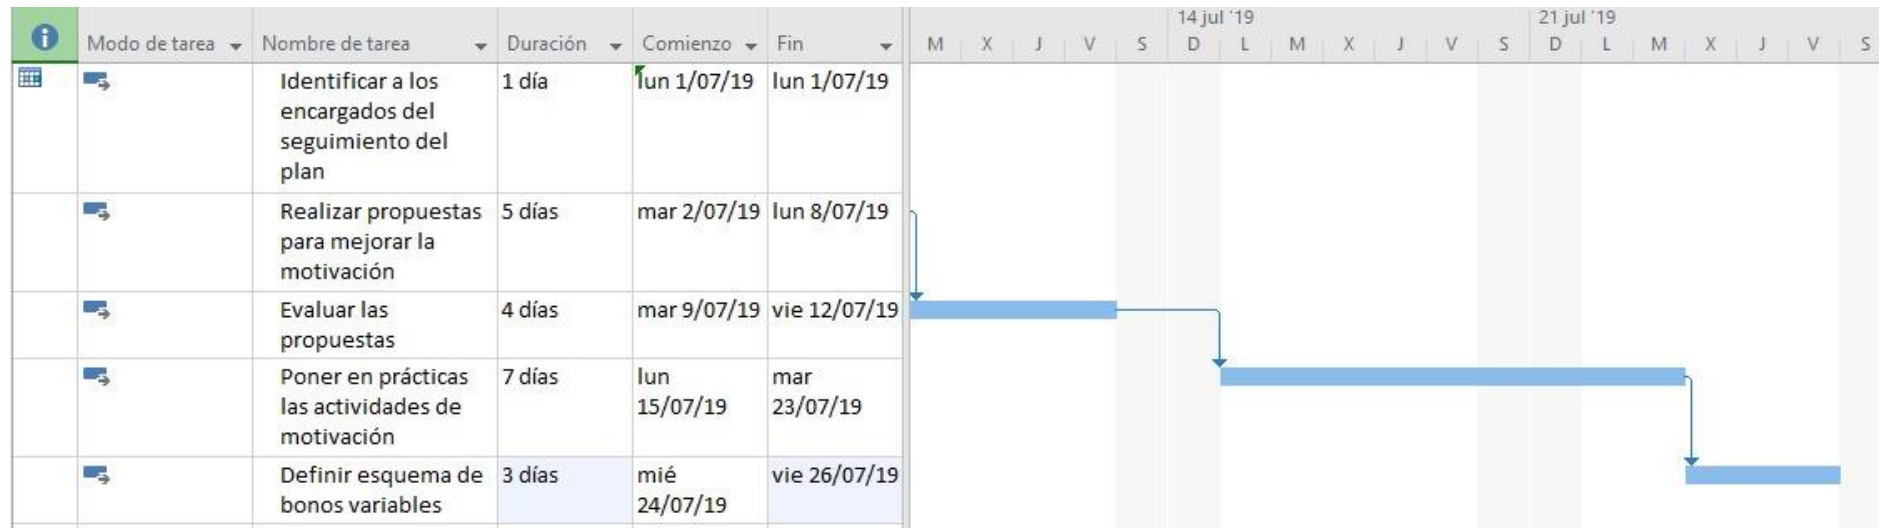 14 jul '19 21 jul '19
Modo de tarea Nombre de tarea Duración Comienzo Fin M X J V S D L M X J V S D L M X J V S
Identificar a los 1 día lun 1/07/19 lun 1/07/19
encargados del
seguimiento del
plan
Realizar propuestas 5 días mar 2/07/19 lun 8/07/19
para mejorar la
motivación
Evaluar las 4 días mar 9/07/19 vie 12/07/19
propuestas
Poner en prácticas 7 días lun mar
las actividades de 15/07/19 23/07/19
motivación
Definir esquema de 3 días mié vie 26/07/19
bonos variables 24/07/19